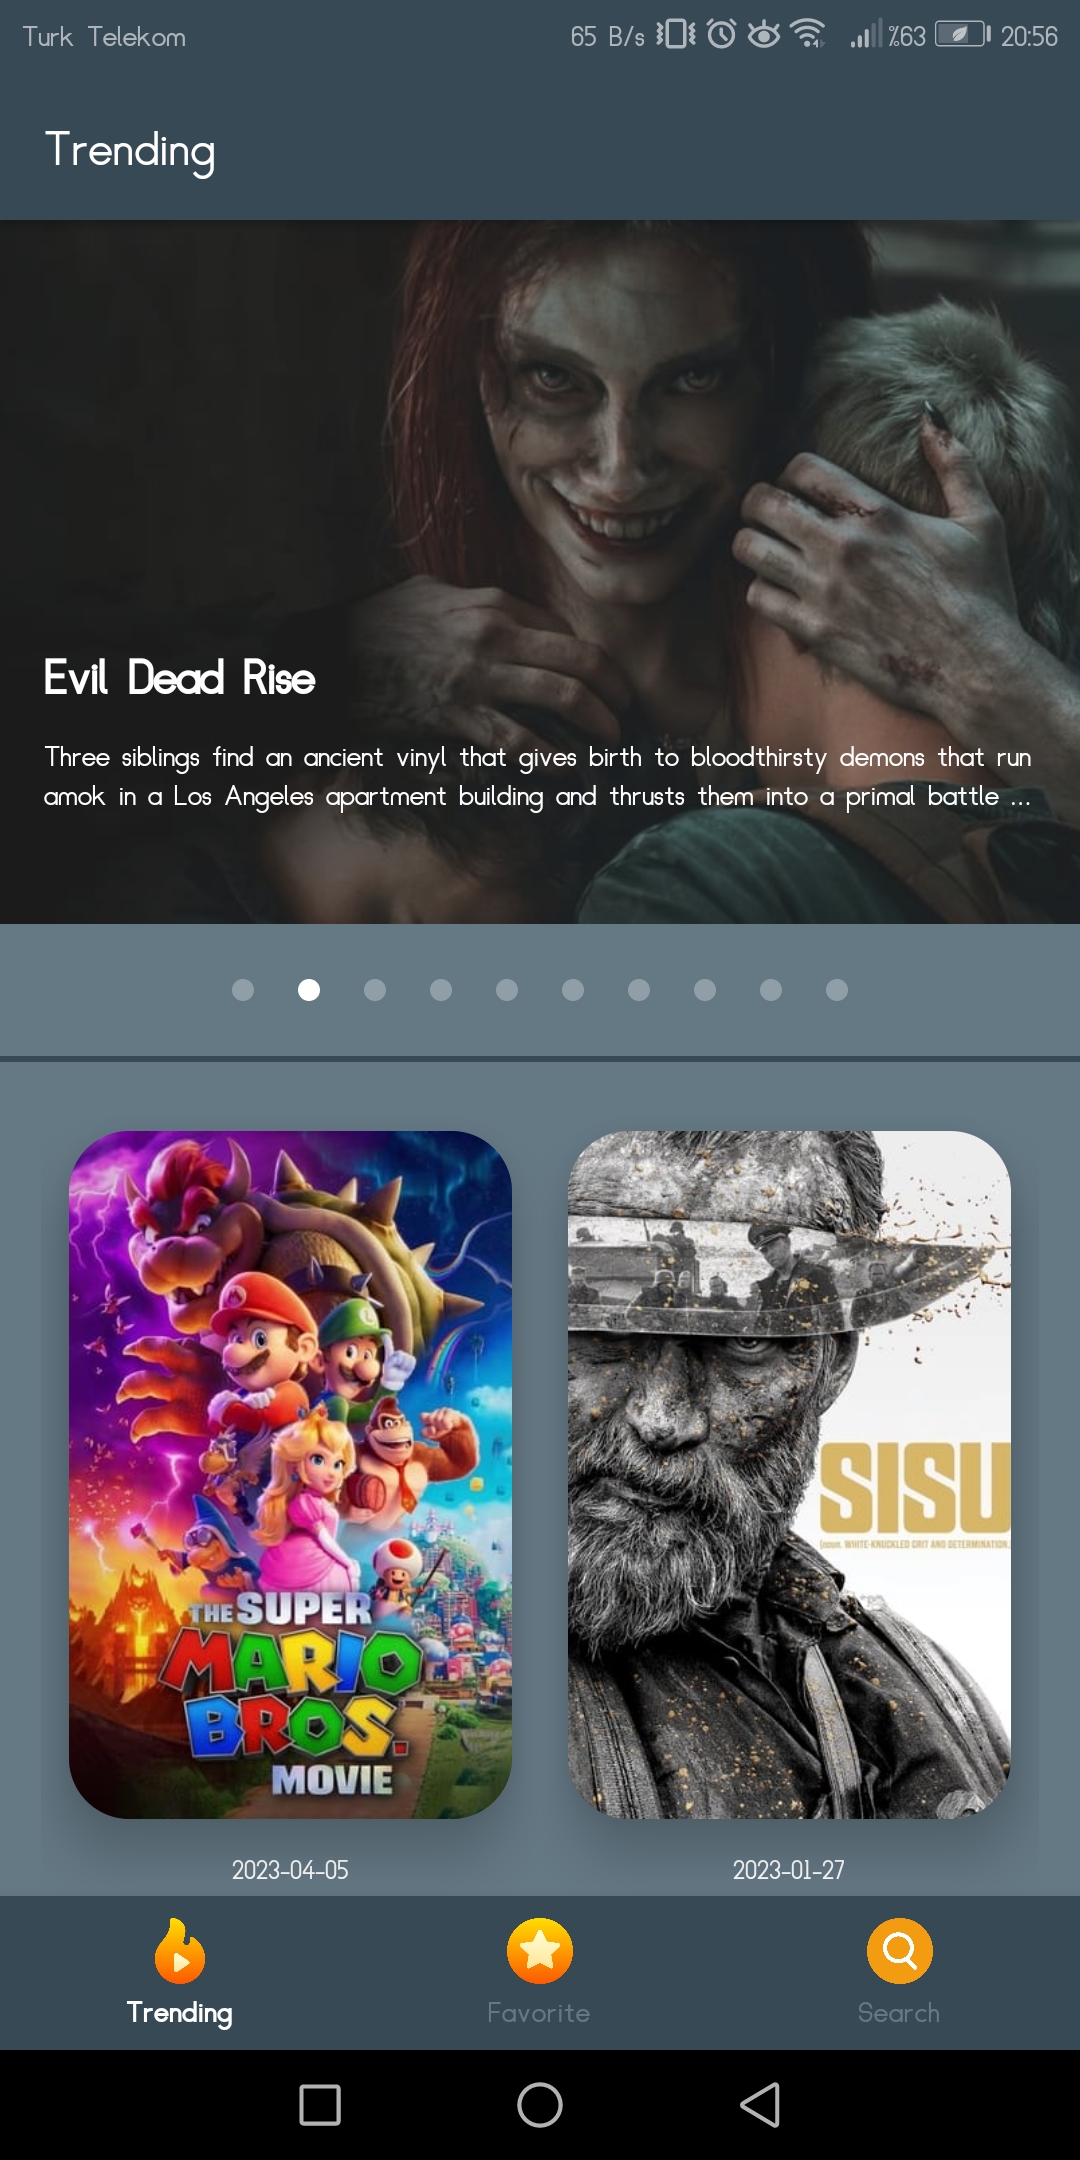 Turk Telekom 65 B/s %63 20:56
Trending
Evil Dead Rise
Three siblings find an ancient vinyl that gives birth to bloodthirsty demons that run
amok in a Los Angeles apartment building and thrusts them into a primal battle ...
THE SUPER
MARIO
BROS.
MOVIE
SISU
(noun. WHITE-KNUCKLED GRIT AND DETERMINATION.)
2023-04-05 2023-01-27
Trending Favorite Search